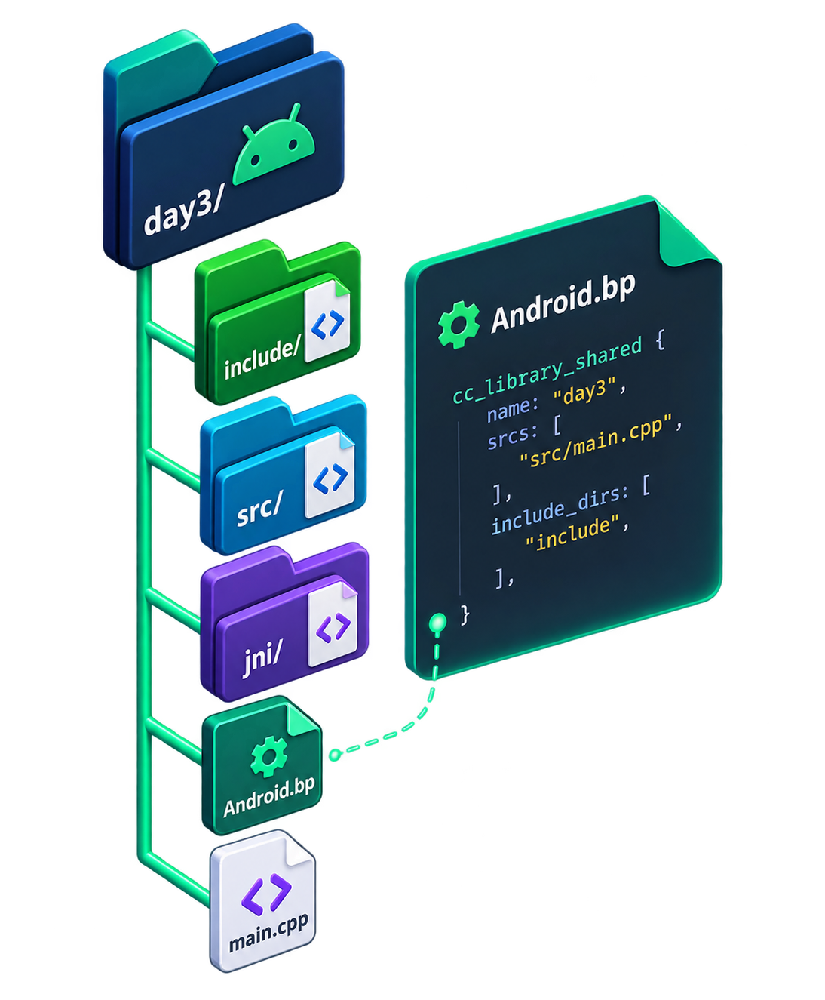 day3/
include/
src/
jni/
Android.bp
main.cpp
Android.bp
cc_library_shared {
name: "day3",
srcs: [
"src/main.cpp",
],
include_dirs: [
"include",
],
}